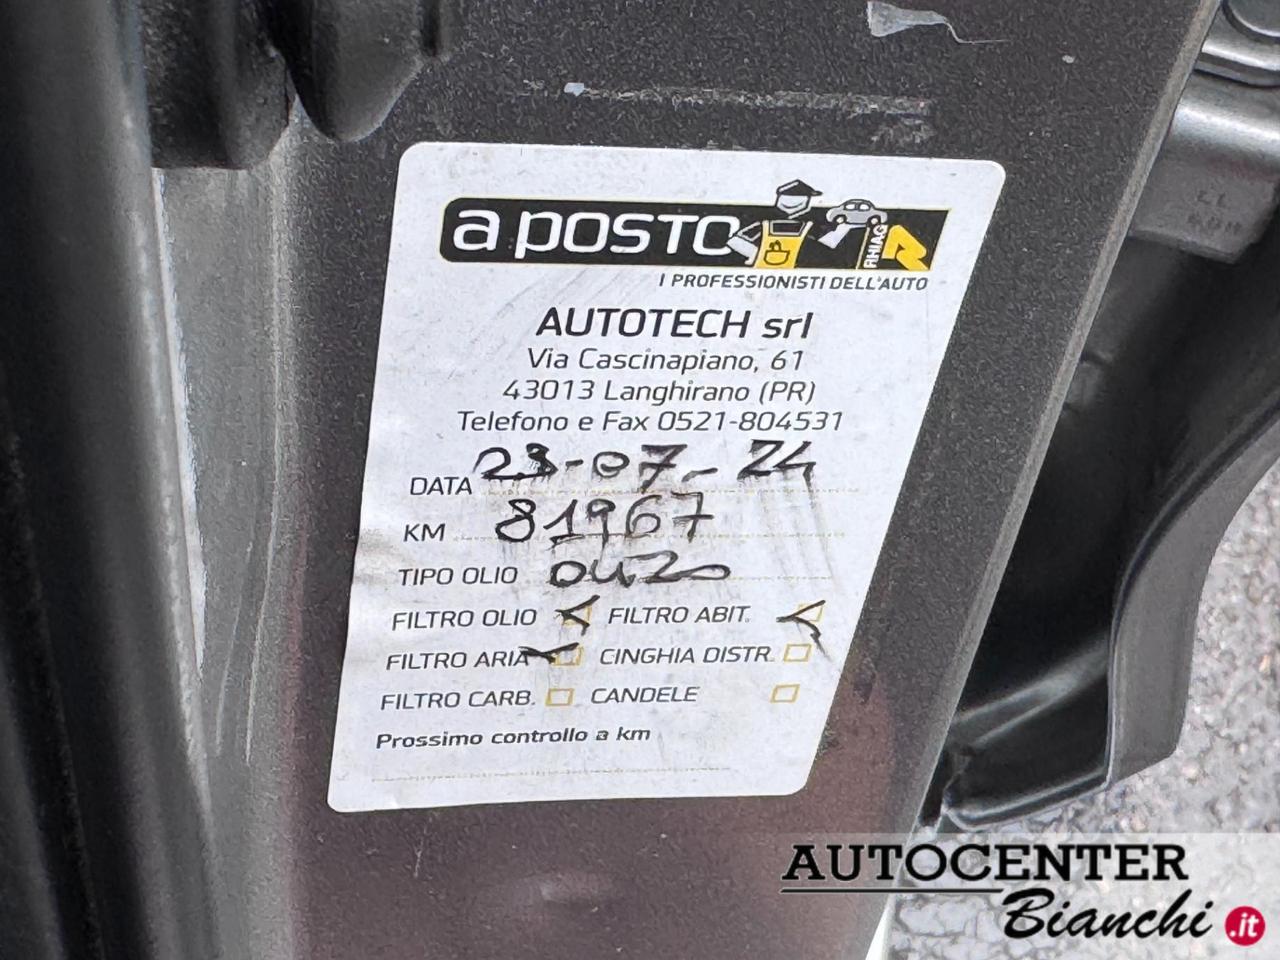 a POSTO
RHIAG
I PROFESSIONISTI DELL'AUTO
AUTOTECH srl
Via Cascinapiano, 61
43013 Langhirano (PR)
Telefono e Fax 0521-804531
DATA 23-07-24
KM 81967
TIPO OLIO 0W20
FILTRO OLIO FILTRO ABIT.
FILTRO ARIA CINGHIA DISTR.
FILTRO CARB. CANDELE
Prossimo controllo a km
AUTOCENTER
Bianchi.it